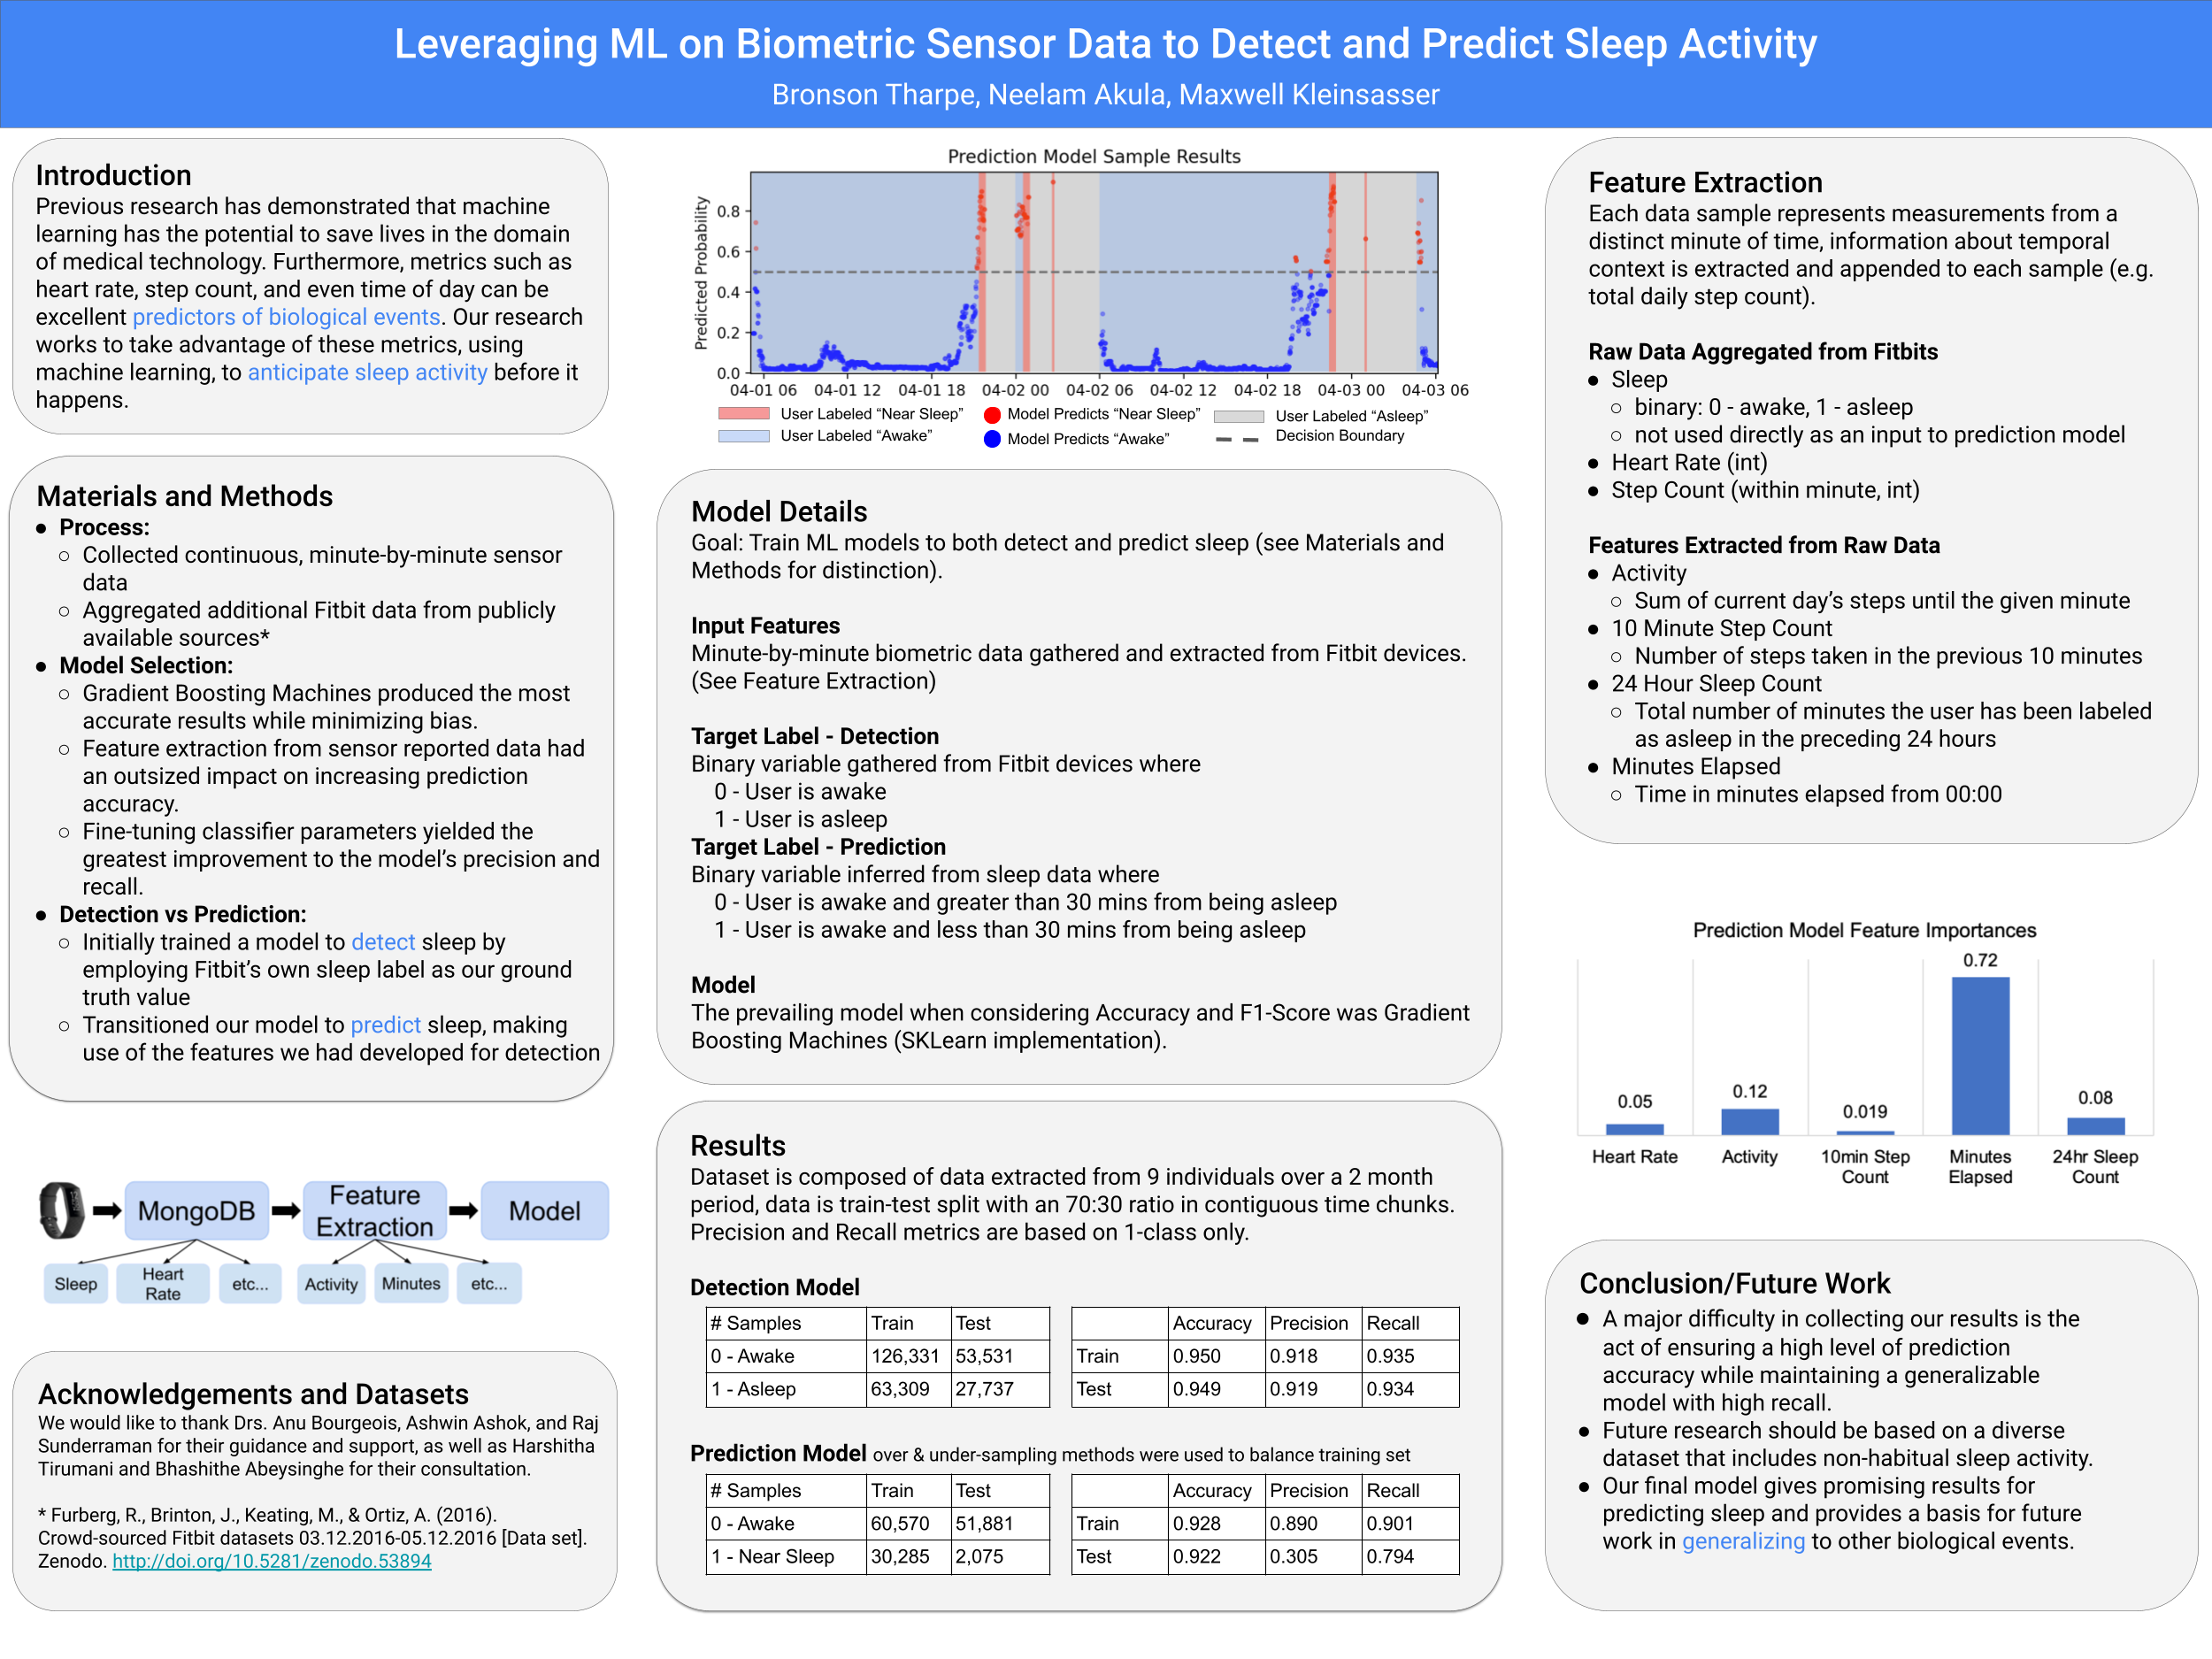 Leveraging ML on Biometric Sensor Data to Detect and Predict Sleep Activity
Bronson Tharpe, Neelam Akula, Maxwell Kleinsasser
Introduction
Previous research has demonstrated that machine
learning has the potential to save lives in the domain
of medical technology. Furthermore, metrics such as
heart rate, step count, and even time of day can be
excellent predictors of biological events. Our research
works to take advantage of these metrics, using
machine learning, to anticipate sleep activity before it
happens.
Materials and Methods
● Process:
○ Collected continuous, minute-by-minute sensor
data
○ Aggregated additional Fitbit data from publicly
available sources*
● Model Selection:
○ Gradient Boosting Machines produced the most
accurate results while minimizing bias.
○ Feature extraction from sensor reported data had
an outsized impact on increasing prediction
accuracy.
○ Fine-tuning classifier parameters yielded the
greatest improvement to the model's precision and
recall.
● Detection vs Prediction:
○ Initially trained a model to detect sleep by
employing Fitbit's own sleep label as our ground
truth value
○ Transitioned our model to predict sleep, making
use of the features we had developed for detection
MongoDB
Feature
Extraction
Model
Sleep
Heart
Rate
etc...
Activity
Minutes
etc...
Acknowledgements and Datasets
We would like to thank Drs. Anu Bourgeois, Ashwin Ashok, and Raj
Sunderraman for their guidance and support, as well as Harshitha
Tirumani and Bhashithe Abeysinghe for their consultation.
* Furberg, R., Brinton, J., Keating, M., & Ortiz, A. (2016).
Crowd-sourced Fitbit datasets 03.12.2016-05.12.2016 [Data set].
Zenodo. http://doi.org/10.5281/zenodo.53894
Prediction Model Sample Results
Predicted Probability
0.8
0.6
0.4
0.2
0.0
04-01 06 04-01 12 04-01 18 04-02 00 04-02 06 04-02 12 04-02 18 04-03 00 04-03 06
User Labeled “Near Sleep” Model Predicts “Near Sleep” User Labeled “Asleep”
User Labeled “Awake” Model Predicts “Awake” Decision Boundary
Model Details
Goal: Train ML models to both detect and predict sleep (see Materials and
Methods for distinction).
Input Features
Minute-by-minute biometric data gathered and extracted from Fitbit devices.
(See Feature Extraction)
Target Label - Detection
Binary variable gathered from Fitbit devices where
0 - User is awake
1 - User is asleep
Target Label - Prediction
Binary variable inferred from sleep data where
0 - User is awake and greater than 30 mins from being asleep
1 - User is awake and less than 30 mins from being asleep
Model
The prevailing model when considering Accuracy and F1-Score was Gradient
Boosting Machines (SKLearn implementation).
Results
Dataset is composed of data extracted from 9 individuals over a 2 month
period, data is train-test split with an 70:30 ratio in contiguous time chunks.
Precision and Recall metrics are based on 1-class only.
Detection Model
# Samples Train Test
0 - Awake 126,331 53,531
1 - Asleep 63,309 27,737
Accuracy Precision Recall
Train 0.950 0.918 0.935
Test 0.949 0.919 0.934
Prediction Model over & under-sampling methods were used to balance training set
# Samples Train Test
0 - Awake 60,570 51,881
1 - Near Sleep 30,285 2,075
Accuracy Precision Recall
Train 0.928 0.890 0.901
Test 0.922 0.305 0.794
Feature Extraction
Each data sample represents measurements from a
distinct minute of time, information about temporal
context is extracted and appended to each sample (e.g.
total daily step count).
Raw Data Aggregated from Fitbits
● Sleep
○ binary: 0 - awake, 1 - asleep
○ not used directly as an input to prediction model
● Heart Rate (int)
● Step Count (within minute, int)
Features Extracted from Raw Data
● Activity
○ Sum of current day's steps until the given minute
● 10 Minute Step Count
○ Number of steps taken in the previous 10 minutes
● 24 Hour Sleep Count
○ Total number of minutes the user has been labeled
as asleep in the preceding 24 hours
● Minutes Elapsed
○ Time in minutes elapsed from 00:00
Prediction Model Feature Importances
0.05
0.12
0.019
0.72
0.08
Heart Rate
Activity
10min Step
Count
Minutes
Elapsed
24hr Sleep
Count
Conclusion/Future Work
● A major difficulty in collecting our results is the
act of ensuring a high level of prediction
accuracy while maintaining a generalizable
model with high recall.
● Future research should be based on a diverse
dataset that includes non-habitual sleep activity.
● Our final model gives promising results for
predicting sleep and provides a basis for future
work in generalizing to other biological events.